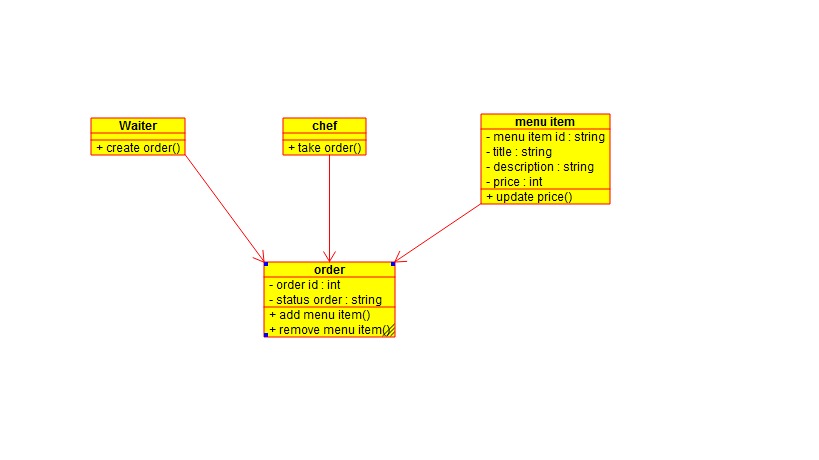 Waiter
+ create order()
chef
+ take order()
menu item
- menu item id : string
- title : string
- description : string
- price : int
+ update price()
order
- order id : int
- status order : string
+ add menu item()
+ remove menu item()